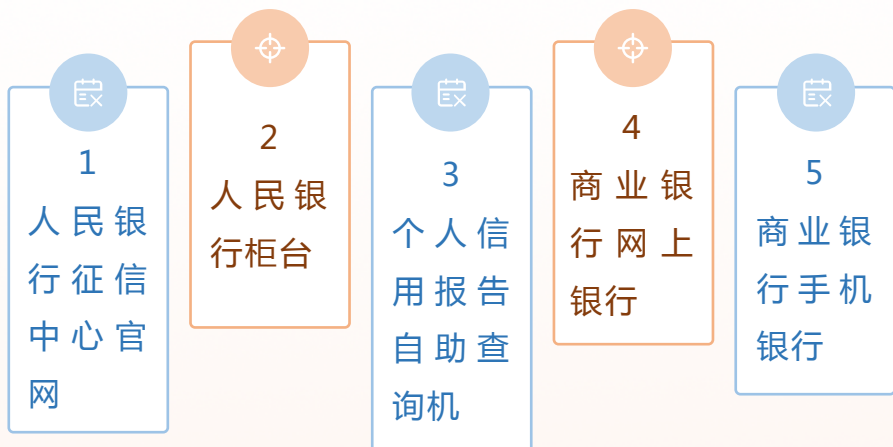 1
人民银
行征信
中心官
网
2
人民银
行柜台
3
个人信
用报告
自助查
询机
4
商业银
行网上
银行
5
商业银
行手机
银行